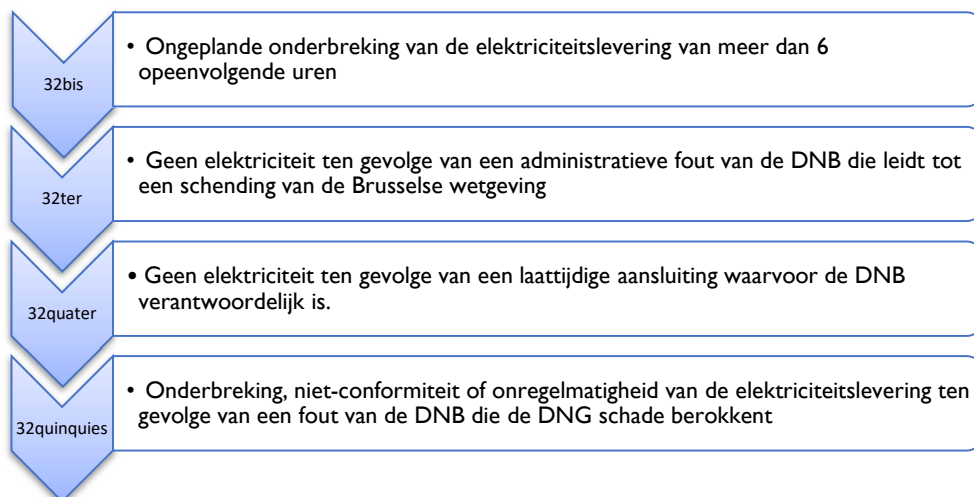 32bis
• Ongeplande onderbreking van de elektriciteitslevering van meer dan 6
opeenvolgende uren
32ter
• Geen elektriciteit ten gevolge van een administratieve fout van de DNB die leidt tot
een schending van de Brusselse wetgeving
32quater
• Geen elektriciteit ten gevolge van een laattijdige aansluiting waarvoor de DNB
verantwoordelijk is.
32quinquies
• Onderbreking, niet-conformiteit of onregelmatigheid van de elektriciteitslevering ten
gevolge van een fout van de DNB die de DNG schade berokkent